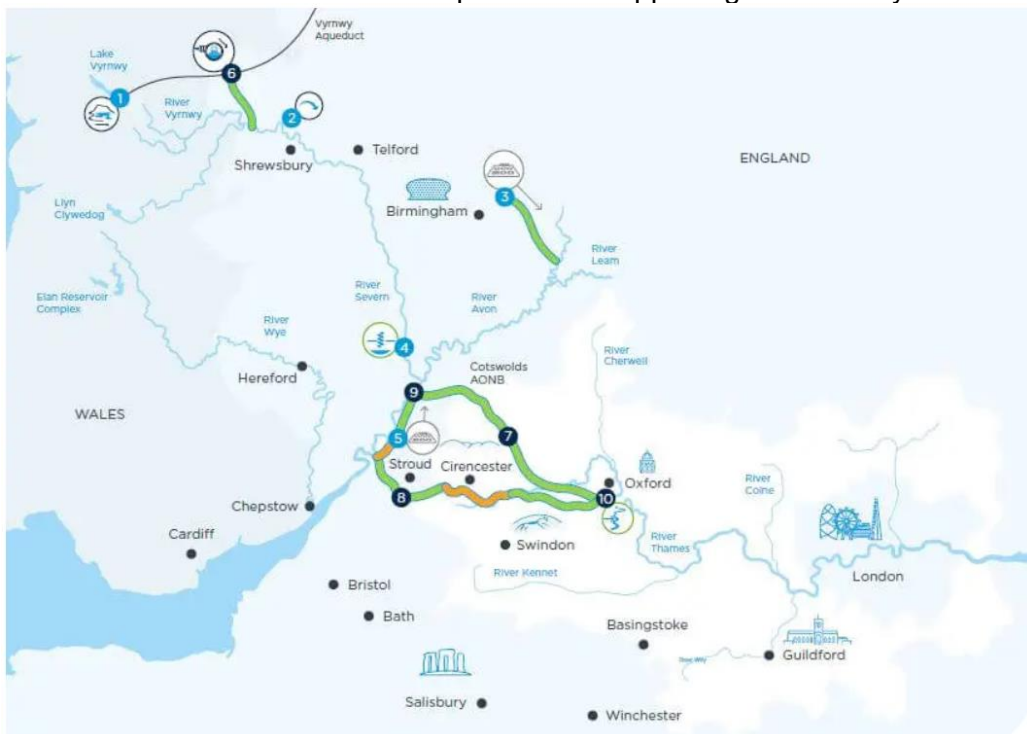 Vyrnwy
Aqueduct
Lake
Vyrnwy
6
1
River
Vyrnwy
2
Shrewsbury
Telford
ENGLAND
3
Birmingham
Llyn
Clywedog
River
Leam
Elan Reservoir
Complex
River
Severn
River
Avon
River
Wye
4
River
Cherwell
Hereford
Cotswolds
AONB
9
WALES
7
5
Stroud
Cirencester
Oxford
River
Colne
8
10
Chepstow
Cardiff
Swindon
River
Thames
London
River Kennet
Bristol
Bath
Basingstoke
Guildford
Salisbury
Winchester